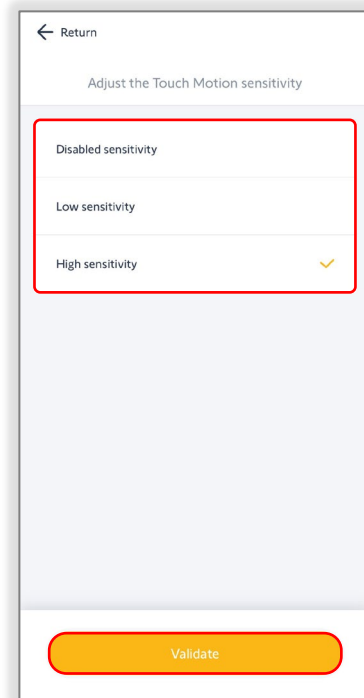 Return
Adjust the Touch Motion sensitivity
Disabled sensitivity
Low sensitivity
High sensitivity
Validate